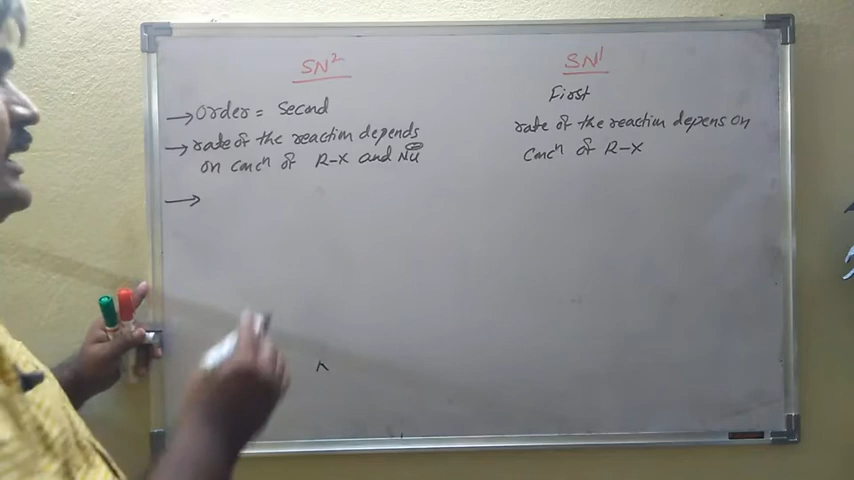 SN²
SN¹
→ Order = Second
First
→ rate of the reaction depends
on concⁿ of R-X and Nu⊖
rate of the reaction depens on
concⁿ of R-X
→